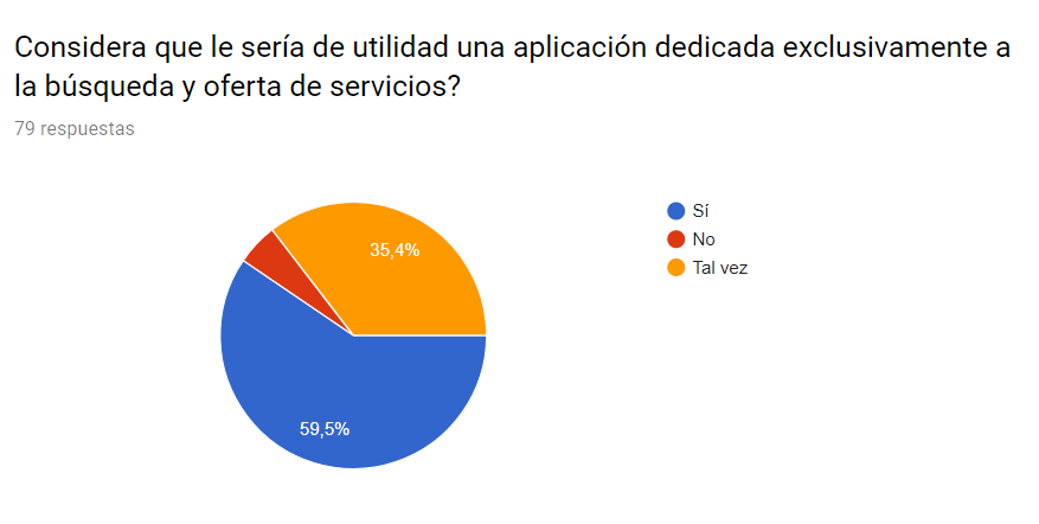 Considera que le sería de utilidad una aplicación dedicada exclusivamente a
la búsqueda y oferta de servicios?
79 respuestas
Sí
No
Tal vez
35,4%
59,5%